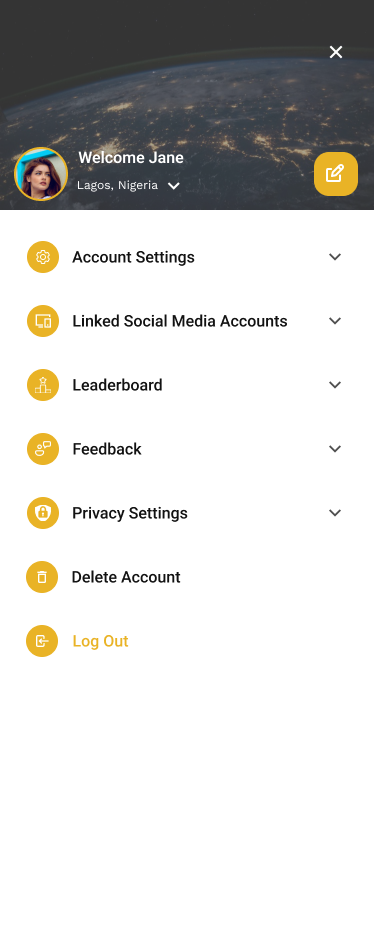 Welcome Jane
Lagos, Nigeria
Account Settings
Linked Social Media Accounts
Leaderboard
Feedback
Privacy Settings
Delete Account
Log Out